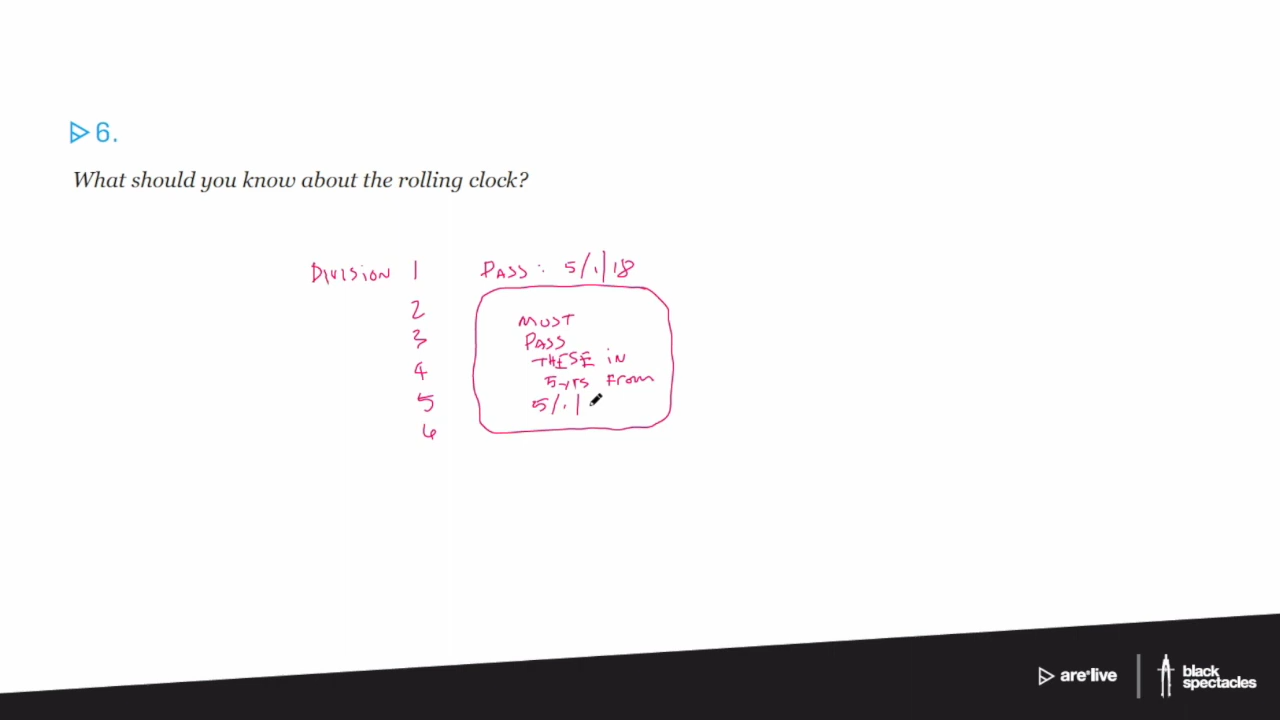 6.
What should you know about the rolling clock?
DIVISION 1 PASS: 5/1/18
2
3
4
5
6
MUST
PASS
THESE in
5 yrs from
5/1/
are live
black
spectacles